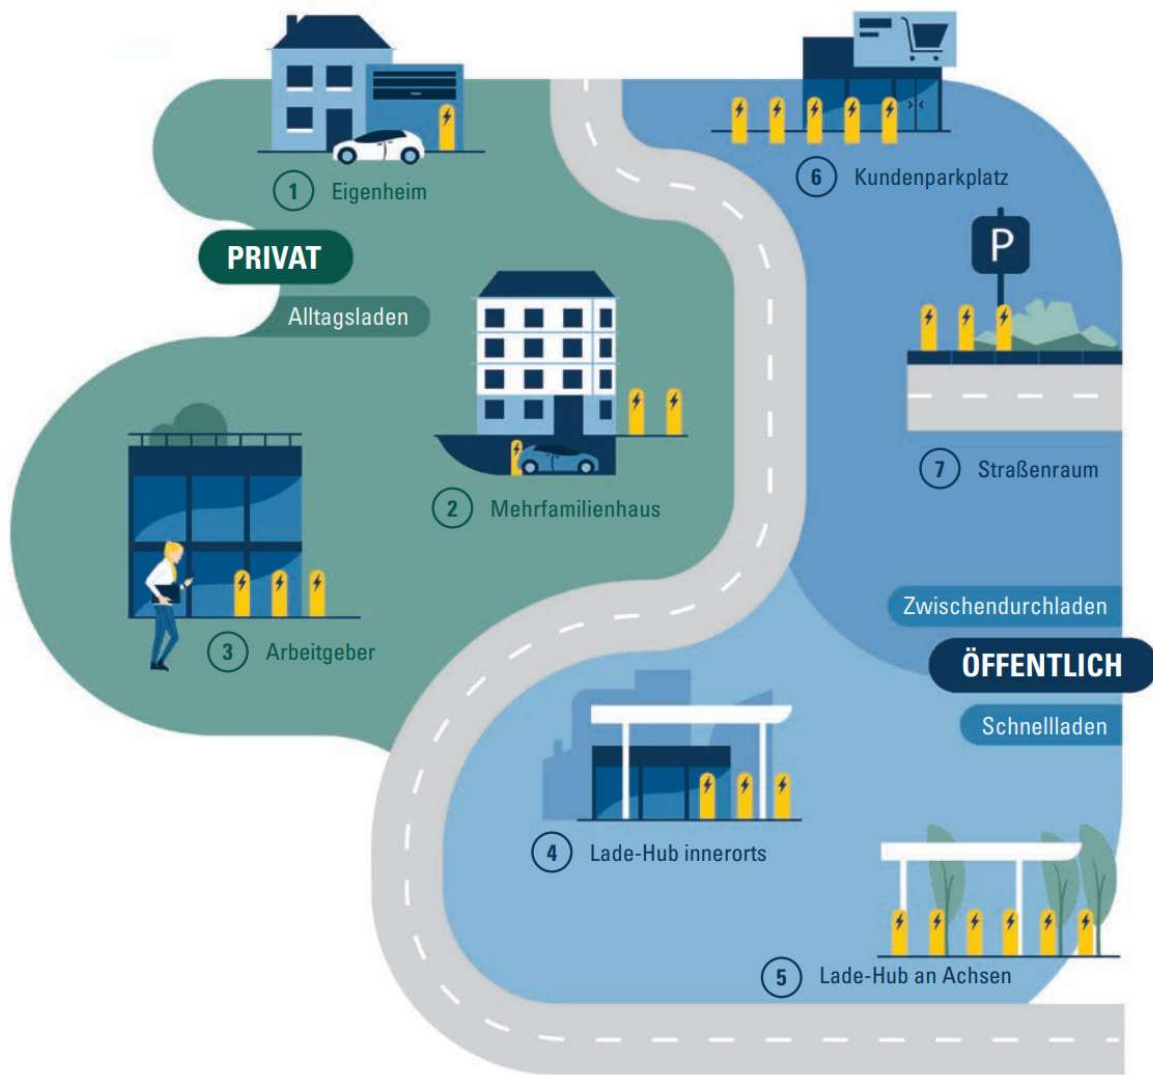 1 Eigenheim
PRIVAT
Alltagsladen
2 Mehrfamilienhaus
3 Arbeitgeber
6 Kundenparkplatz
P
7 Straßenraum
Zwischendurchladen
ÖFFENTLICH
Schnellladen
4 Lade-Hub innerorts
5 Lade-Hub an Achsen